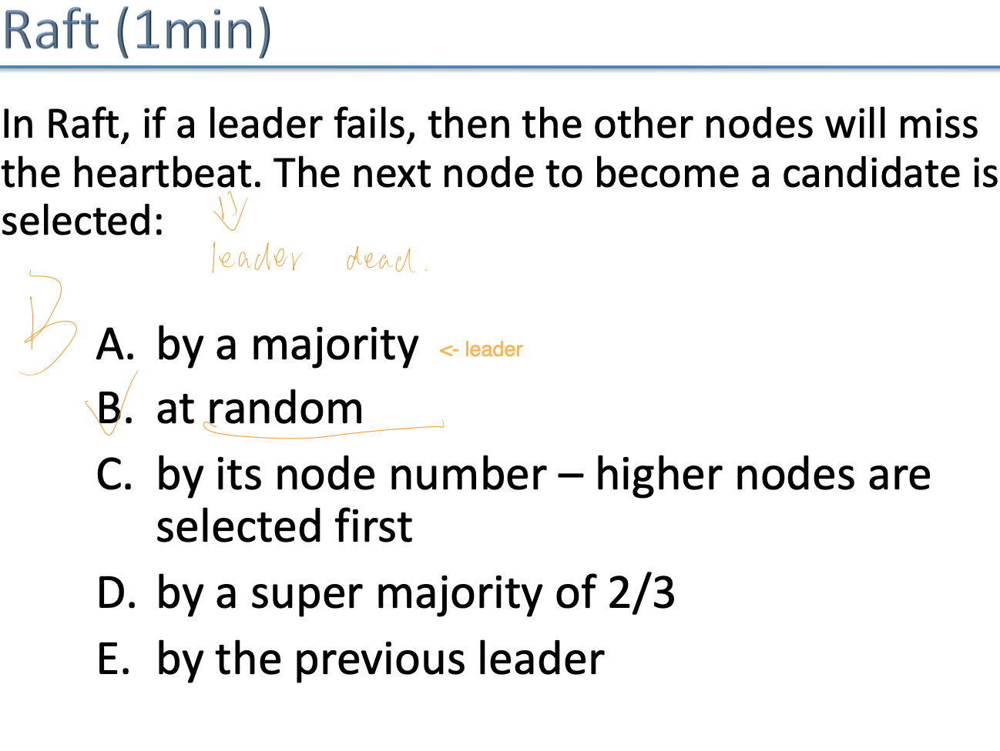 Raft (1min)
In Raft, if a leader fails, then the other nodes will miss
the heartbeat. The next node to become a candidate is
selected:
leader dead.
B
A. by a majority <- leader
B. at random
C. by its node number – higher nodes are
selected first
D. by a super majority of 2/3
E. by the previous leader